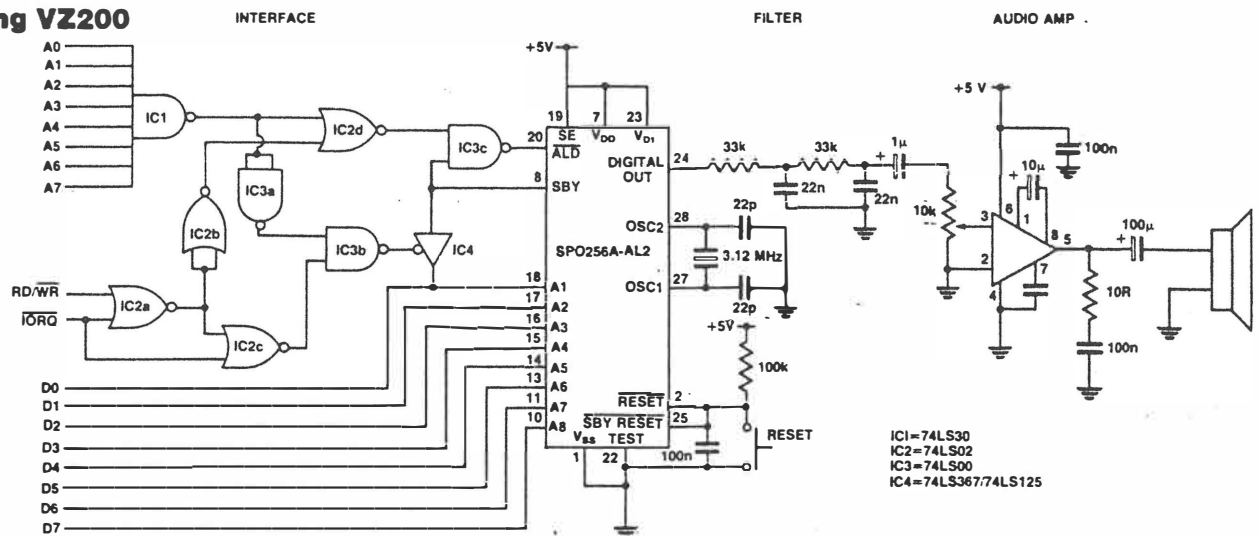 ng VZ200
INTERFACE
FILTER
AUDIO AMP .
A0
A1
A2
A3
A4
A5
A6
A7
IC1
IC2d
IC3a
IC2b
IC3c
IC3b
IC4
RD/WR
IORQ
IC2a
IC2c
D0
D1
D2
D3
D4
D5
D6
D7
+5V
19
7
23
SE
VDD
VD1
20
ALD
8
SBY
DIGITAL
OUT
24
OSC2
28
SPO256A-AL2
OSC1
27
18
A1
17
A2
16
A3
15
A4
14
A5
13
A6
11
A7
10
A8
RESET
2
SBY RESET
25
VSS
TEST
1
22
33k
33k
22n
22n
+ 1μ
10k
22p
3.12 MHz
22p
+5V
100k
100n
RESET
+5 V
100n
+ 10μ
6
1
3
8
5
2
7
4
+ 100μ
10R
100n
IC1=74LS30
IC2=74LS02
IC3=74LS00
IC4=74LS367/74LS125